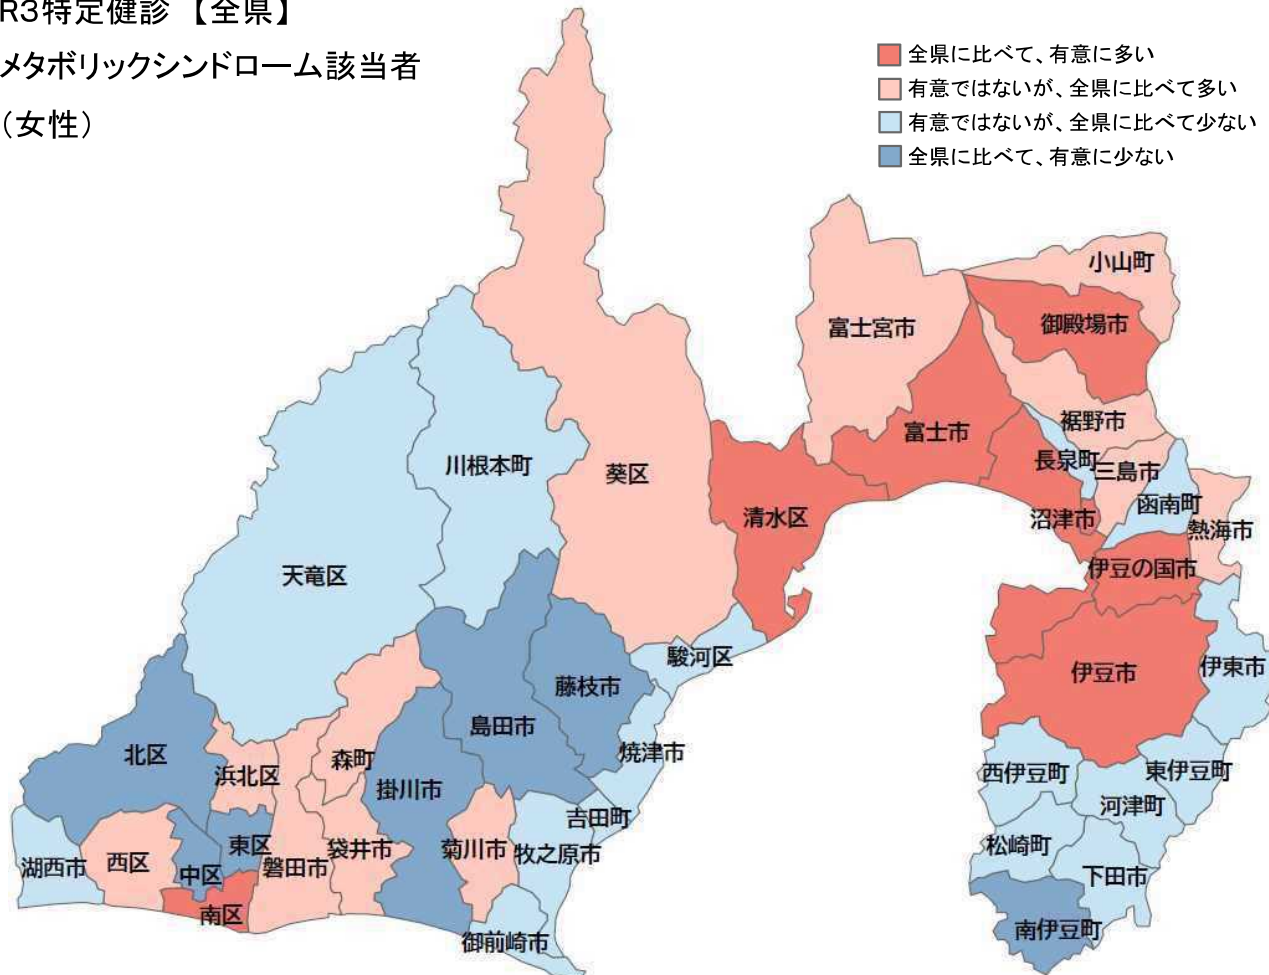 R3特定健診 【全県】
メタボリックシンドローム該当者
（女性）
全県に比べて、有意に多い
有意ではないが、全県に比べて多い
有意ではないが、全県に比べて少ない
全県に比べて、有意に少ない
小山町
御殿場市
富士宮市
裾野市
富士市
長泉町
三島市
川根本町
葵区
函南町
清水区
沼津市
熱海市
伊豆の国市
天竜区
駿河区
伊豆市
伊東市
藤枝市
島田市
焼津市
北区
森町
浜北区
掛川市
西伊豆町
東伊豆町
河津町
吉田町
東区
袋井市
菊川市
牧之原市
松崎町
湖西市
西区
中区
磐田市
下田市
南区
御前崎市
南伊豆町